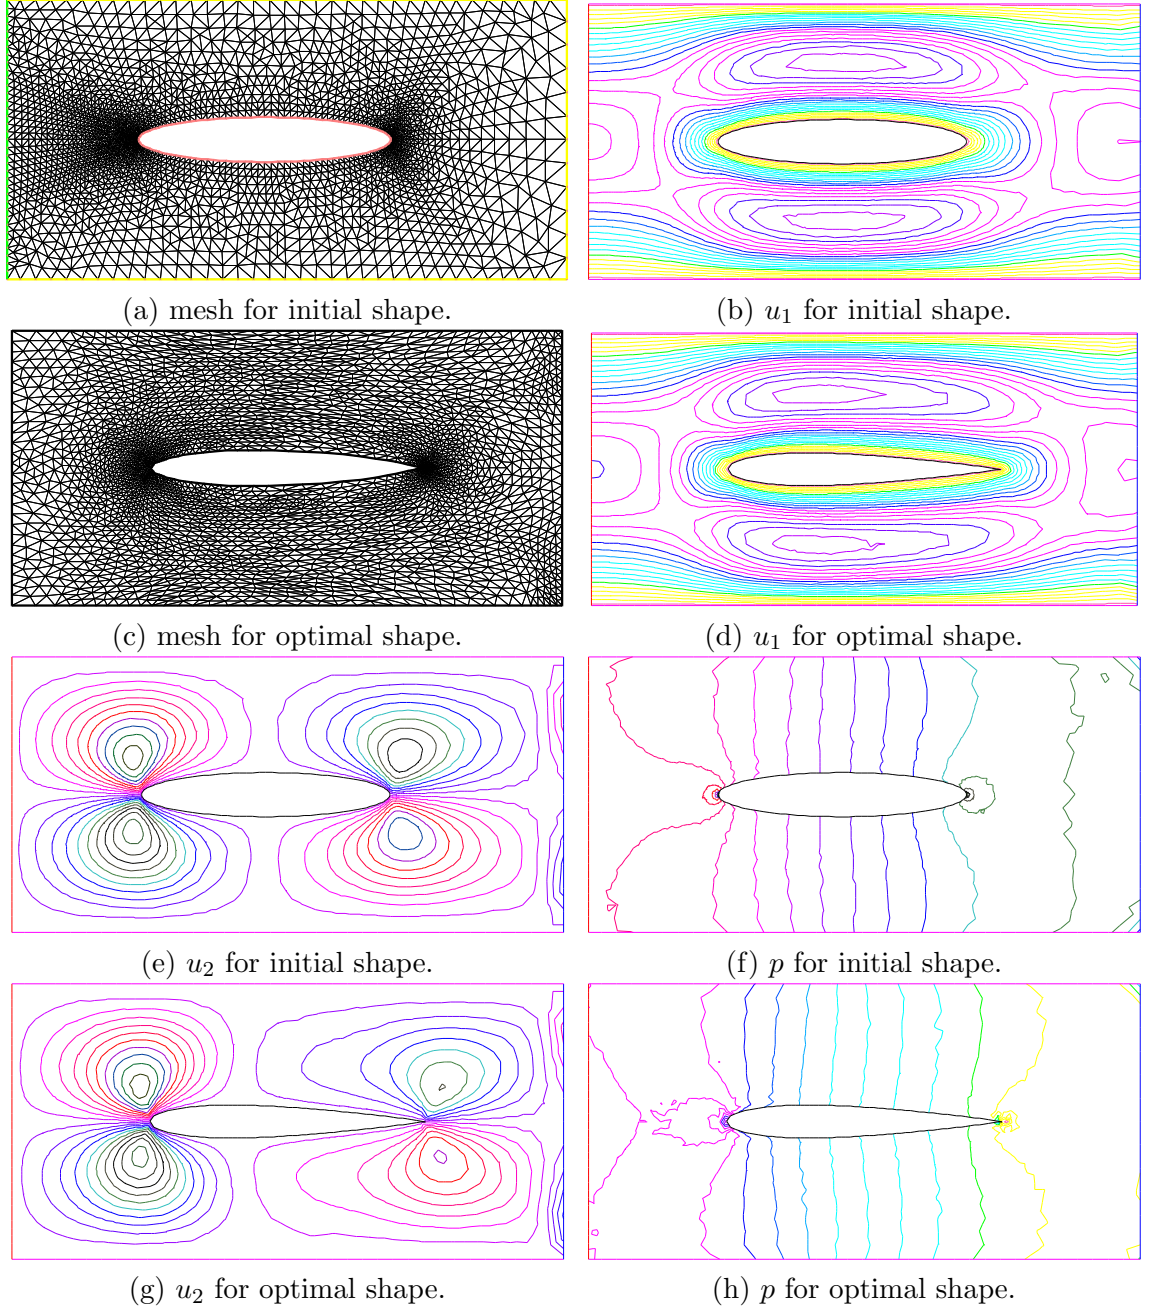 (a) mesh for initial shape.
(b) u₁ for initial shape.
(c) mesh for optimal shape.
(d) u₁ for optimal shape.
(e) u₂ for initial shape.
(f) p for initial shape.
(g) u₂ for optimal shape.
(h) p for optimal shape.